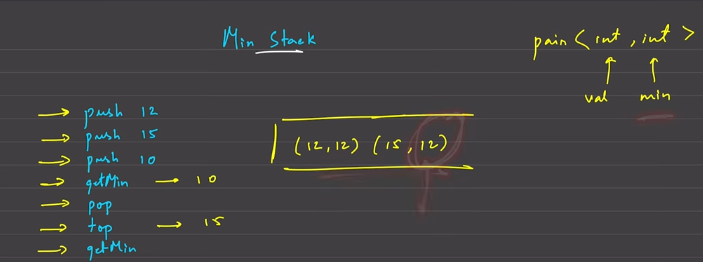 Min Stack
pair<int, int>
val min
push 12
push 15
push 10
getMin → 10
pop
top → 15
getMin
(12,12) (15,12)